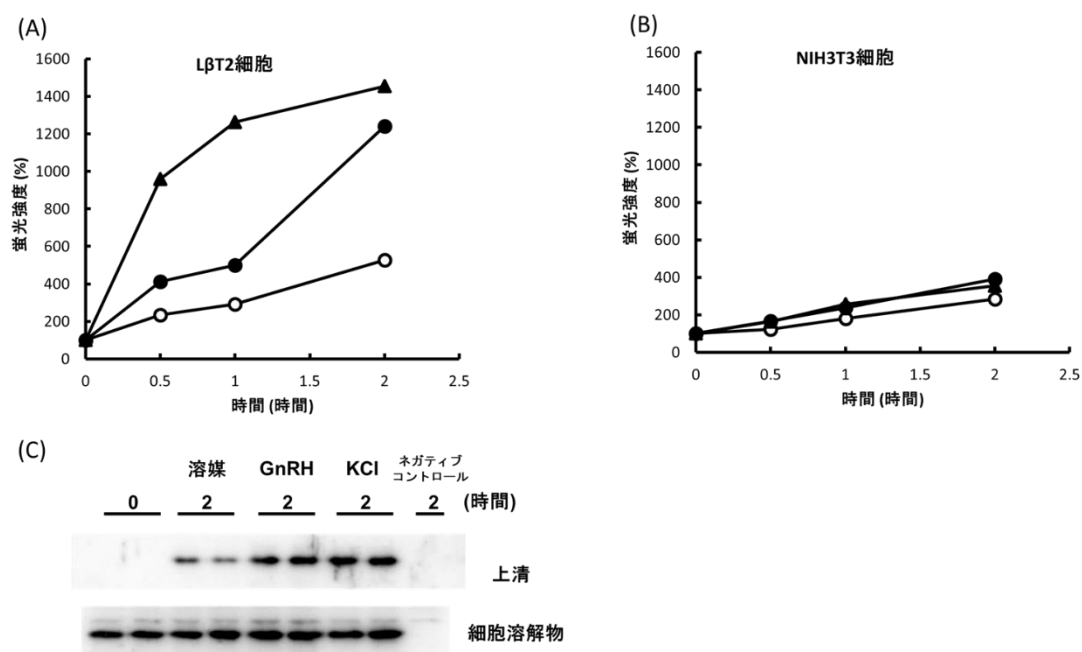 (A)
LβT2細胞
蛍光強度 (%)
1600
1400
1200
1000
800
600
400
200
0
0 0.5 1 1.5 2 2.5
時間 (時間)
(B)
NIH3T3細胞
蛍光強度 (%)
1600
1400
1200
1000
800
600
400
200
0
0 0.5 1 1.5 2 2.5
時間 (時間)
(C)
溶媒 GnRH KCl ネガティブ
コントロール
0 2 2 2 2 (時間)
上清
細胞溶解物